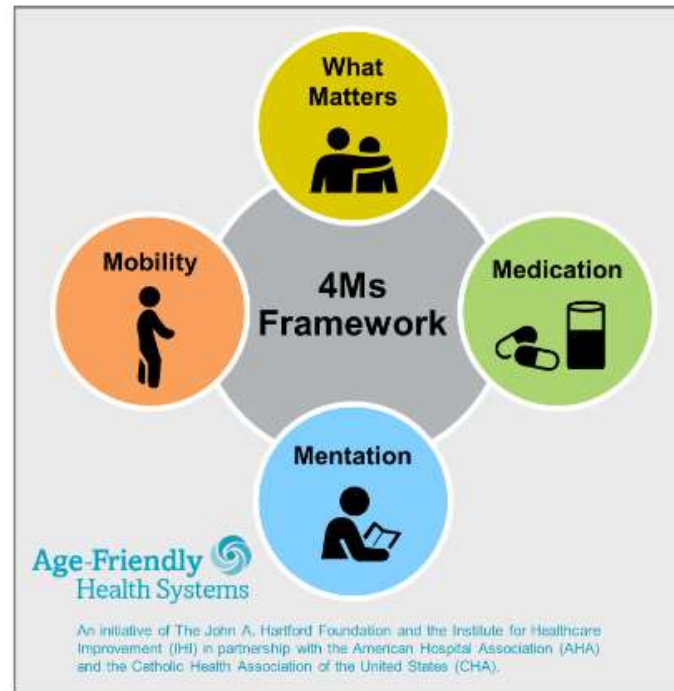 What
Matters
Mobility
4Ms
Framework
Medication
Mentation
Age-Friendly
Health Systems
An initiative of The John A. Hartford Foundation and the Institute for Healthcare
Improvement (IHI) in partnership with the American Hospital Association (AHA)
and the Catholic Health Association of the United States (CHA).